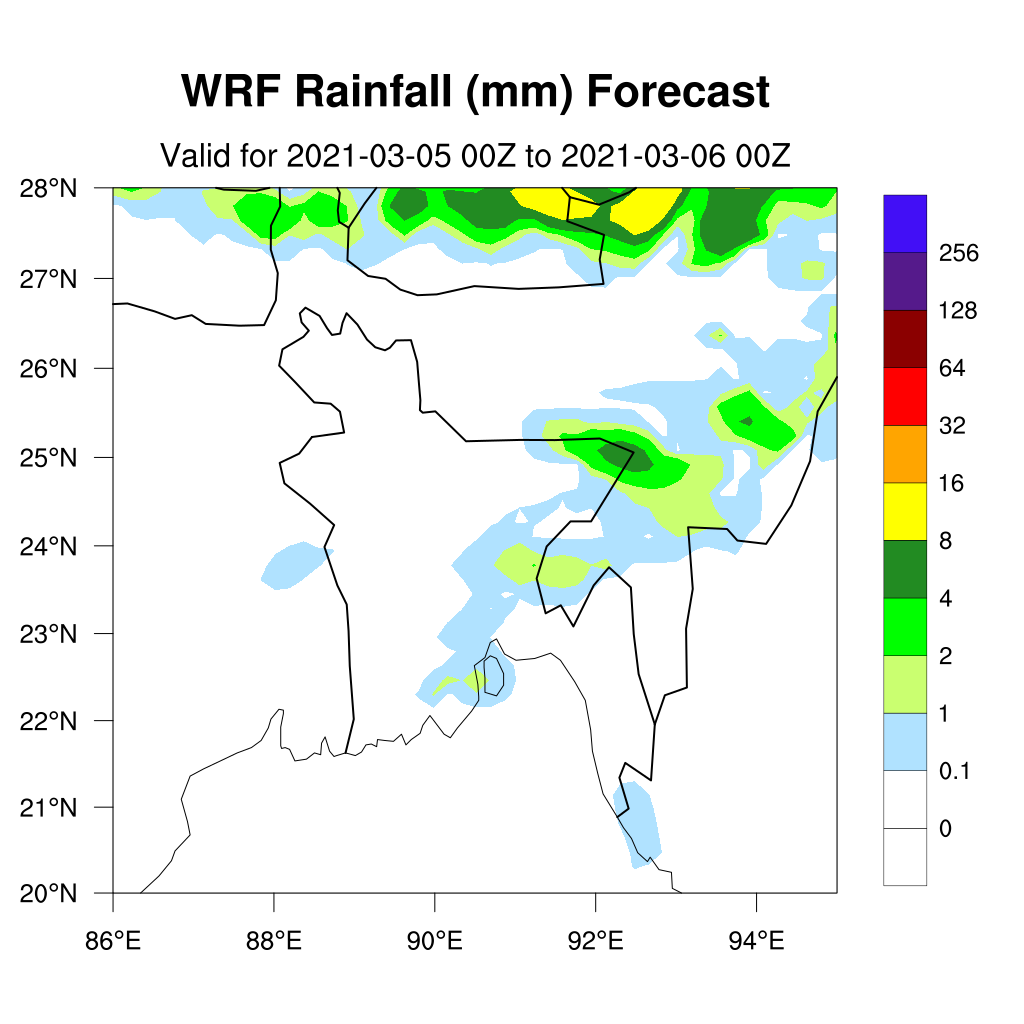 WRF Rainfall (mm) Forecast
Valid for 2021-03-05 00Z to 2021-03-06 00Z
28°N
27°N
26°N
25°N
24°N
23°N
22°N
21°N
20°N
86°E 88°E 90°E 92°E 94°E
256
128
64
32
16
8
4
2
1
0.1
0